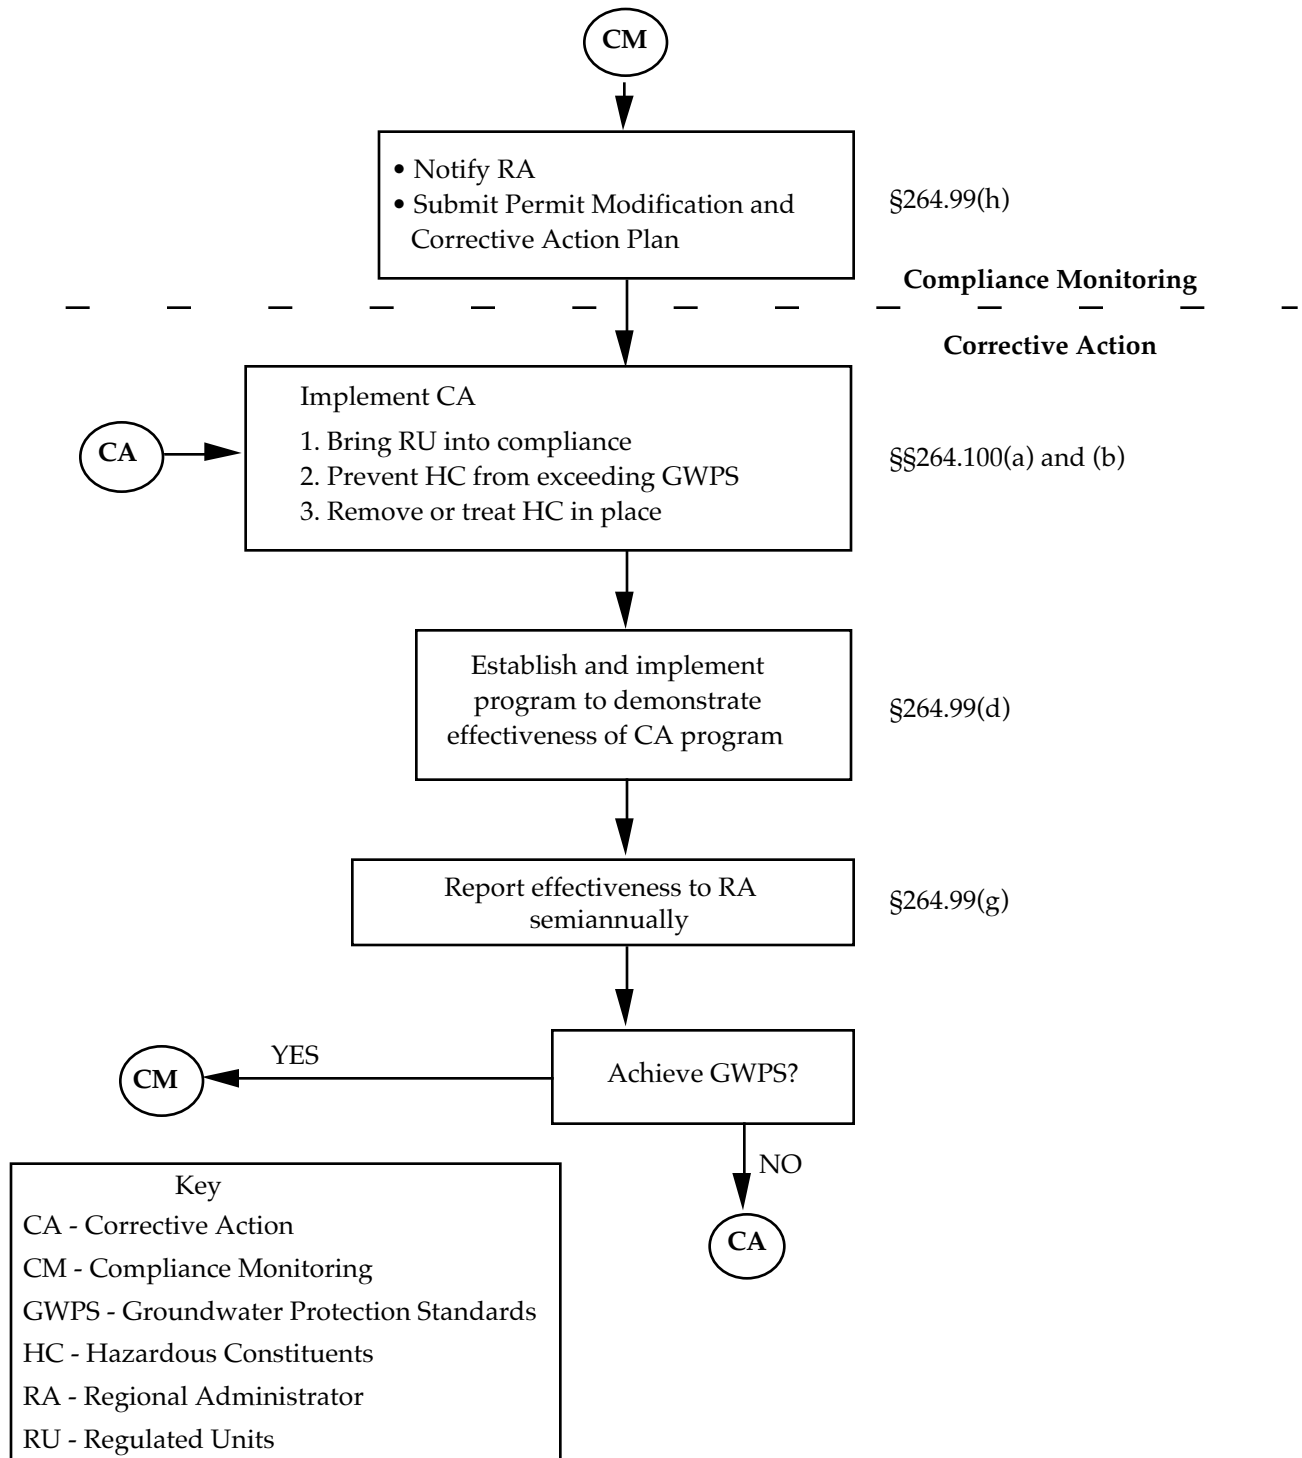 CM
• Notify RA
• Submit Permit Modification and
Corrective Action Plan
§264.99(h)
Compliance Monitoring
Corrective Action
Implement CA
1. Bring RU into compliance
2. Prevent HC from exceeding GWPS
3. Remove or treat HC in place
CA
§§264.100(a) and (b)
Establish and implement
program to demonstrate
effectiveness of CA program
§264.99(d)
Report effectiveness to RA
semiannually
§264.99(g)
Achieve GWPS?
YES
CM
NO
CA
Key
CA - Corrective Action
CM - Compliance Monitoring
GWPS - Groundwater Protection Standards
HC - Hazardous Constituents
RA - Regional Administrator
RU - Regulated Units